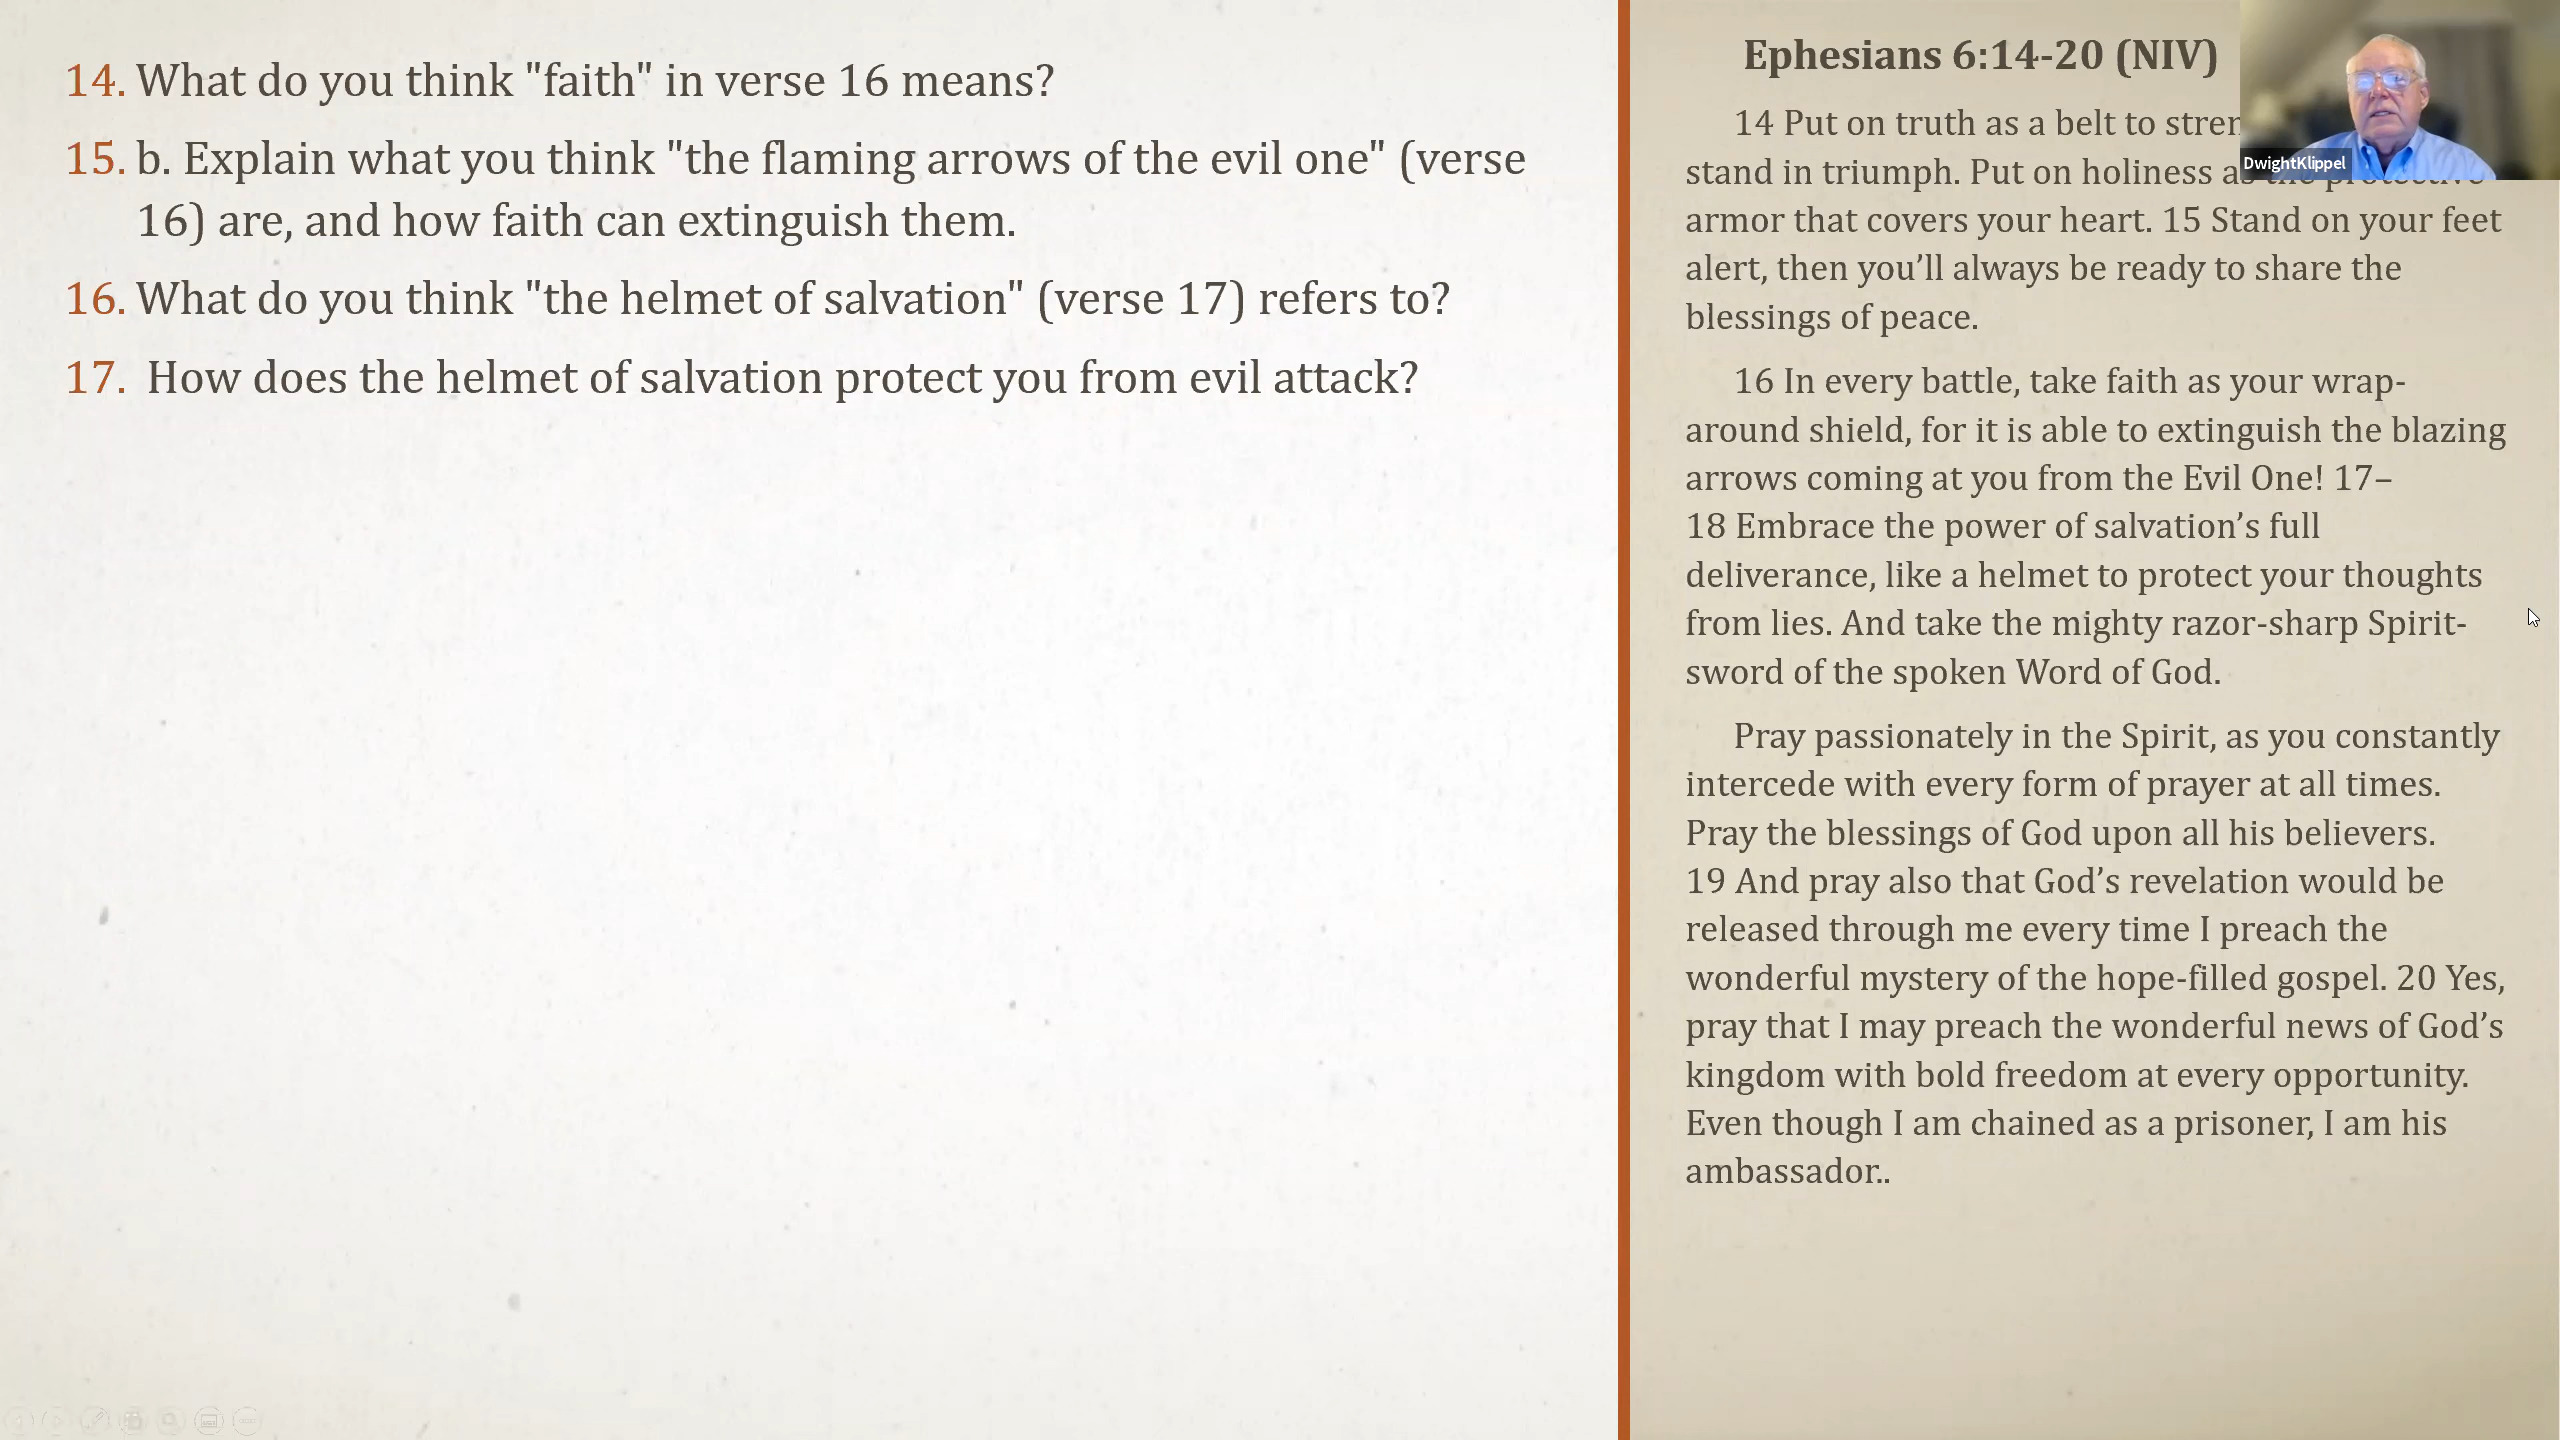 14. What do you think "faith" in verse 16 means?
15. b. Explain what you think "the flaming arrows of the evil one" (verse
16) are, and how faith can extinguish them.
16. What do you think "the helmet of salvation" (verse 17) refers to?
17. How does the helmet of salvation protect you from evil attack?
Ephesians 6:14-20 (NIV)
14 Put on truth as a belt to
stand in triumph. Put on holiness as the protective
armor that covers your heart. 15 Stand on your feet
alert, then you’ll always be ready to share the
blessings of peace.
16 In every battle, take faith as your wrap-
around shield, for it is able to extinguish the blazing
arrows coming at you from the Evil One! 17–
18 Embrace the power of salvation’s full
deliverance, like a helmet to protect your thoughts
from lies. And take the mighty razor-sharp Spirit-
sword of the spoken Word of God.
Pray passionately in the Spirit, as you constantly
intercede with every form of prayer at all times.
Pray the blessings of God upon all his believers.
19 And pray also that God’s revelation would be
released through me every time I preach the
wonderful mystery of the hope-filled gospel. 20 Yes,
pray that I may preach the wonderful news of God’s
kingdom with bold freedom at every opportunity.
Even though I am chained as a prisoner, I am his
ambassador..
DwightKlippel